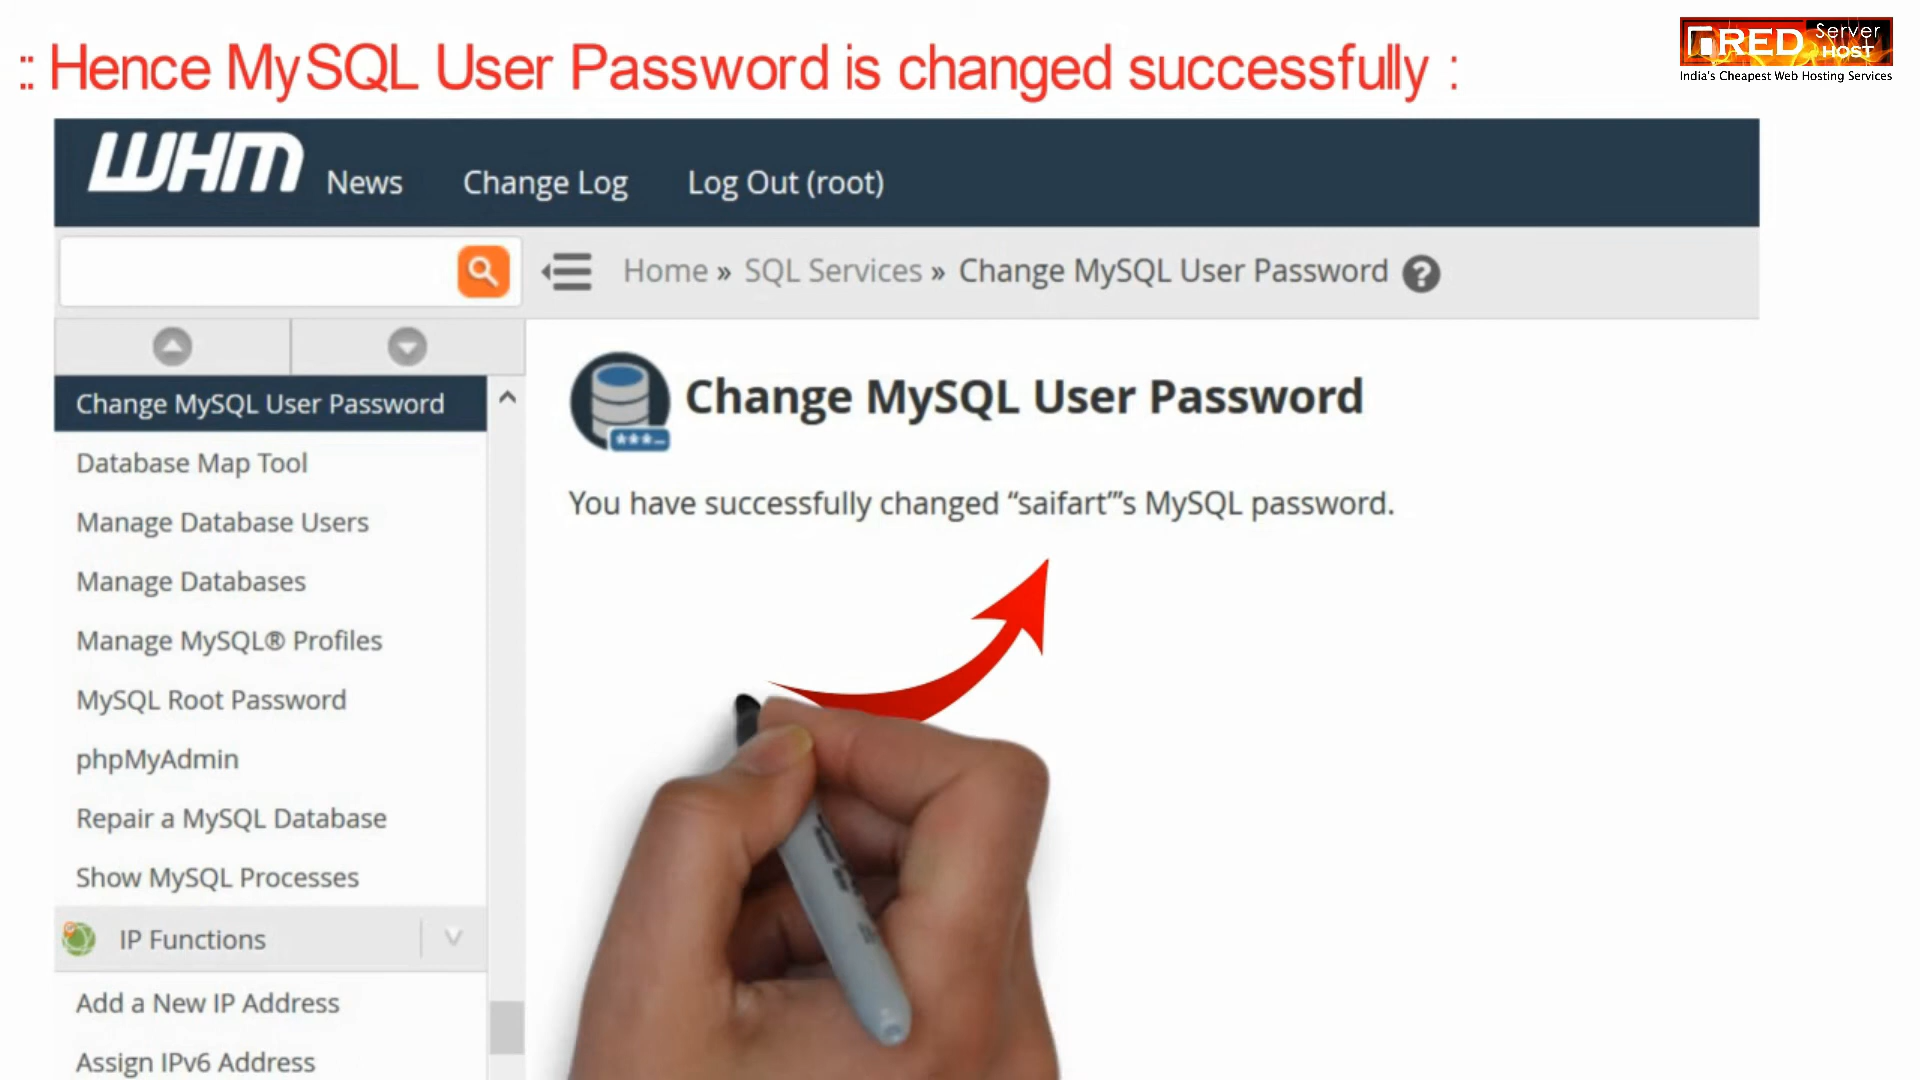 :: Hence MySQL User Password is changed successfully :
RED Server
HOST
India's Cheapest Web Hosting Services
WHM
News Change Log Log Out (root)
Home » SQL Services » Change MySQL User Password ?
Change MySQL User Password
Database Map Tool
Manage Database Users
Manage Databases
Manage MySQL® Profiles
MySQL Root Password
phpMyAdmin
Repair a MySQL Database
Show MySQL Processes
IP Functions
Add a New IP Address
Assign IPv6 Address
Change MySQL User Password
***_
You have successfully changed “saifart”'s MySQL password.